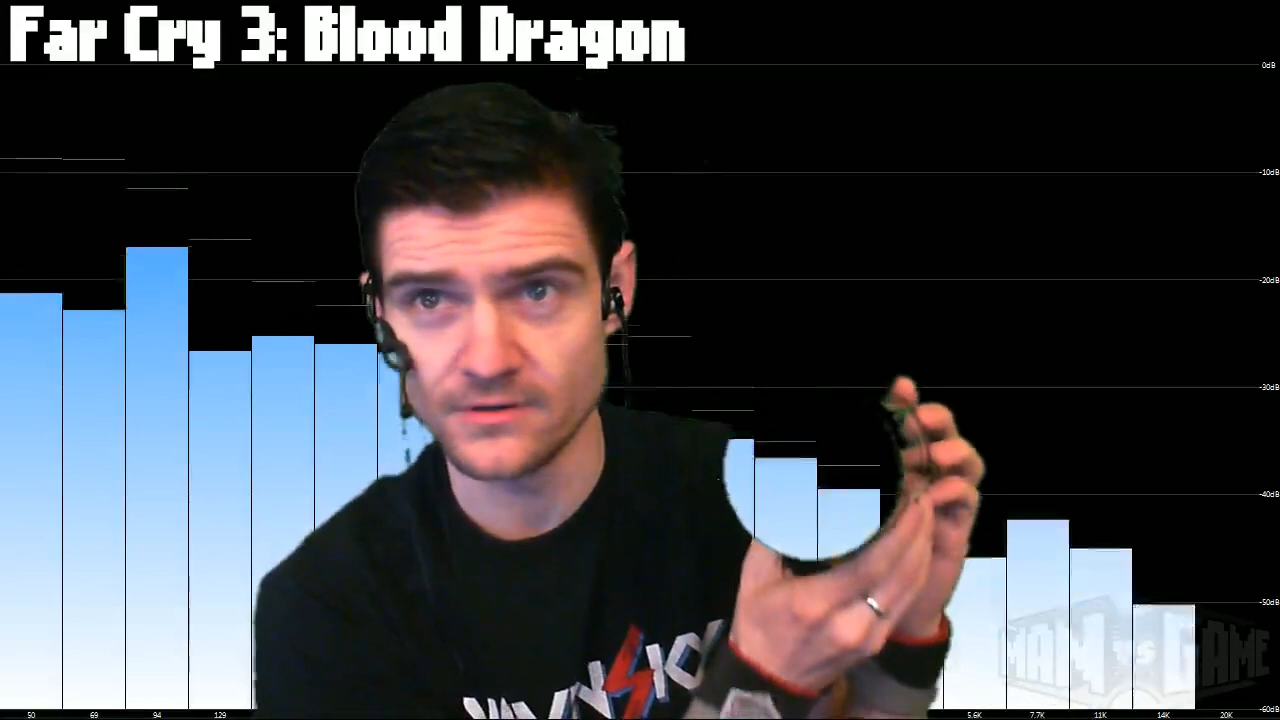 Far Cry 3: Blood Dragon
0dB
-10dB
-20dB
-30dB
-40dB
-50dB
-60dB
MAN vs GAME
50 69 94 129 5.6K 7.7K 11K 14K 20K